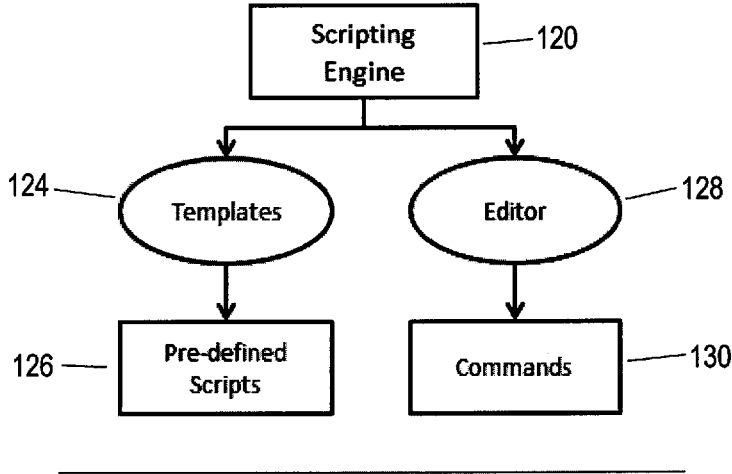 Scripting
Engine
120
124
Templates
Editor
128
126
Pre-defined
Scripts
Commands
130